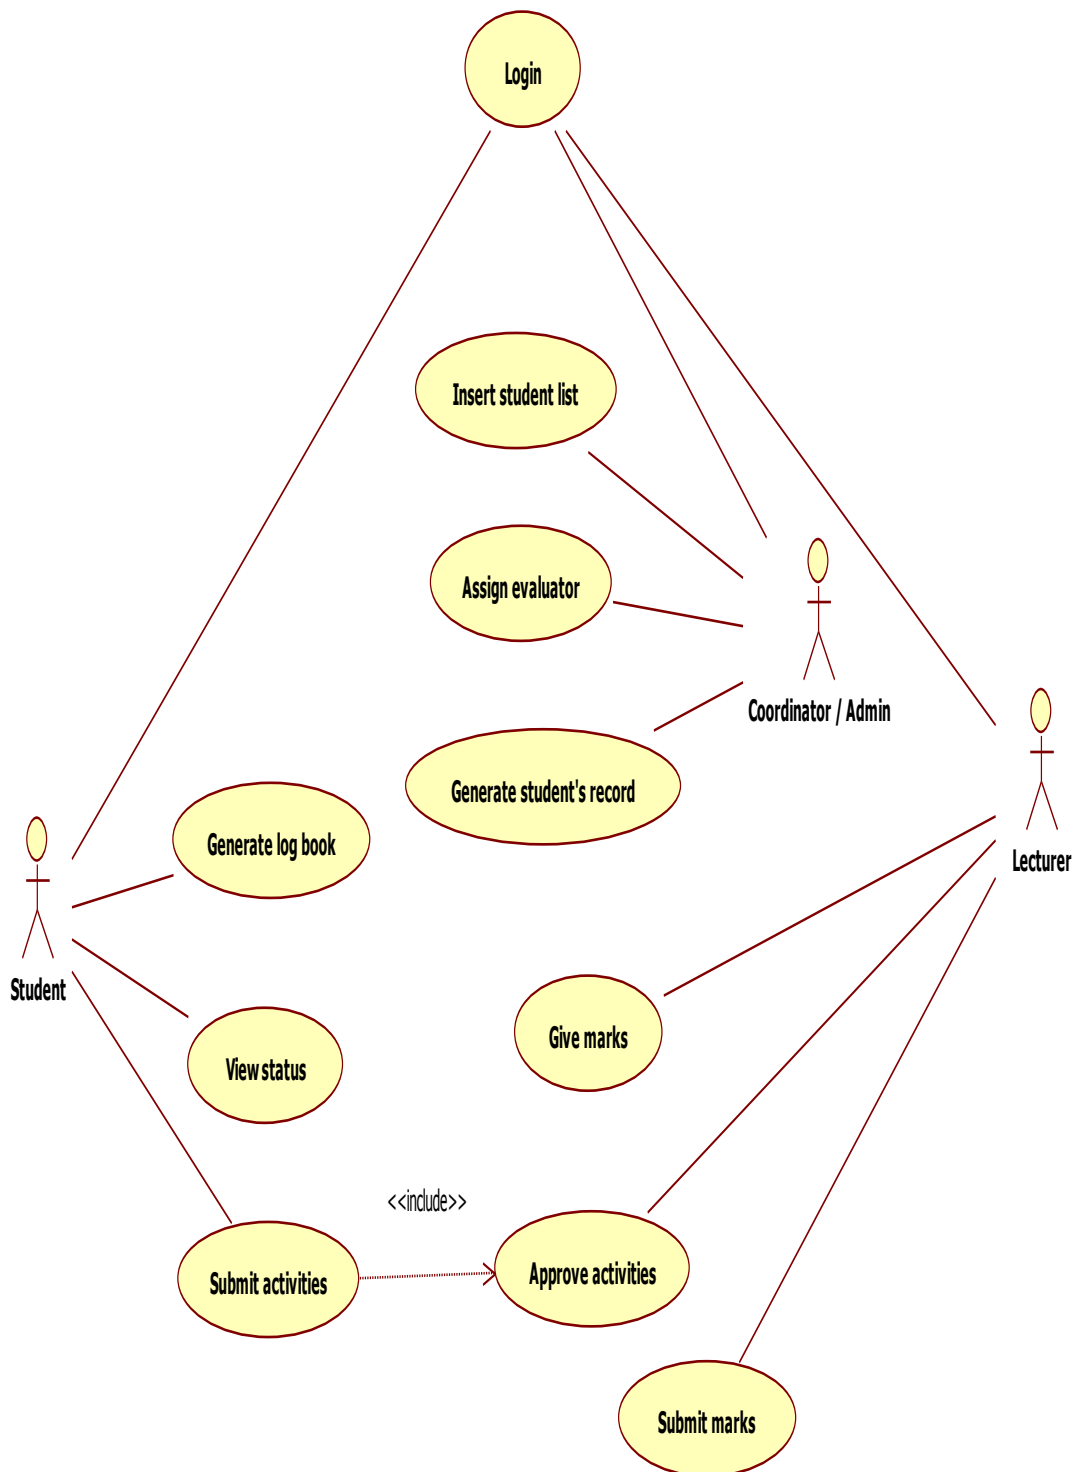 Login
Insert student list
Assign evaluator
Coordinator / Admin
Generate student's record
Generate log book
Lecturer
Student
Give marks
View status
<<include>>
Submit activities
Approve activities
Submit marks